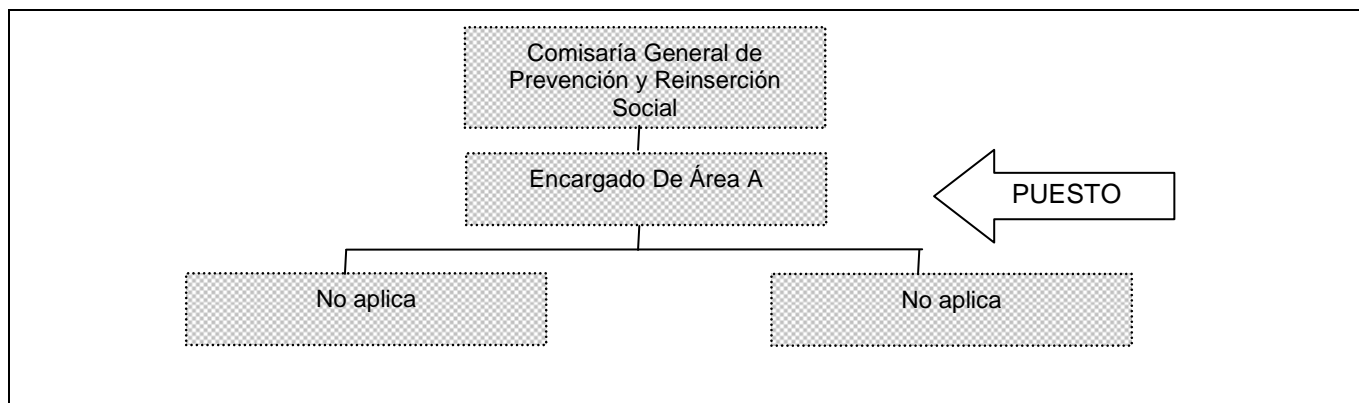 Comisaría General de
Prevención y Reinserción
Social
Encargado De Área A
PUESTO
No aplica
No aplica